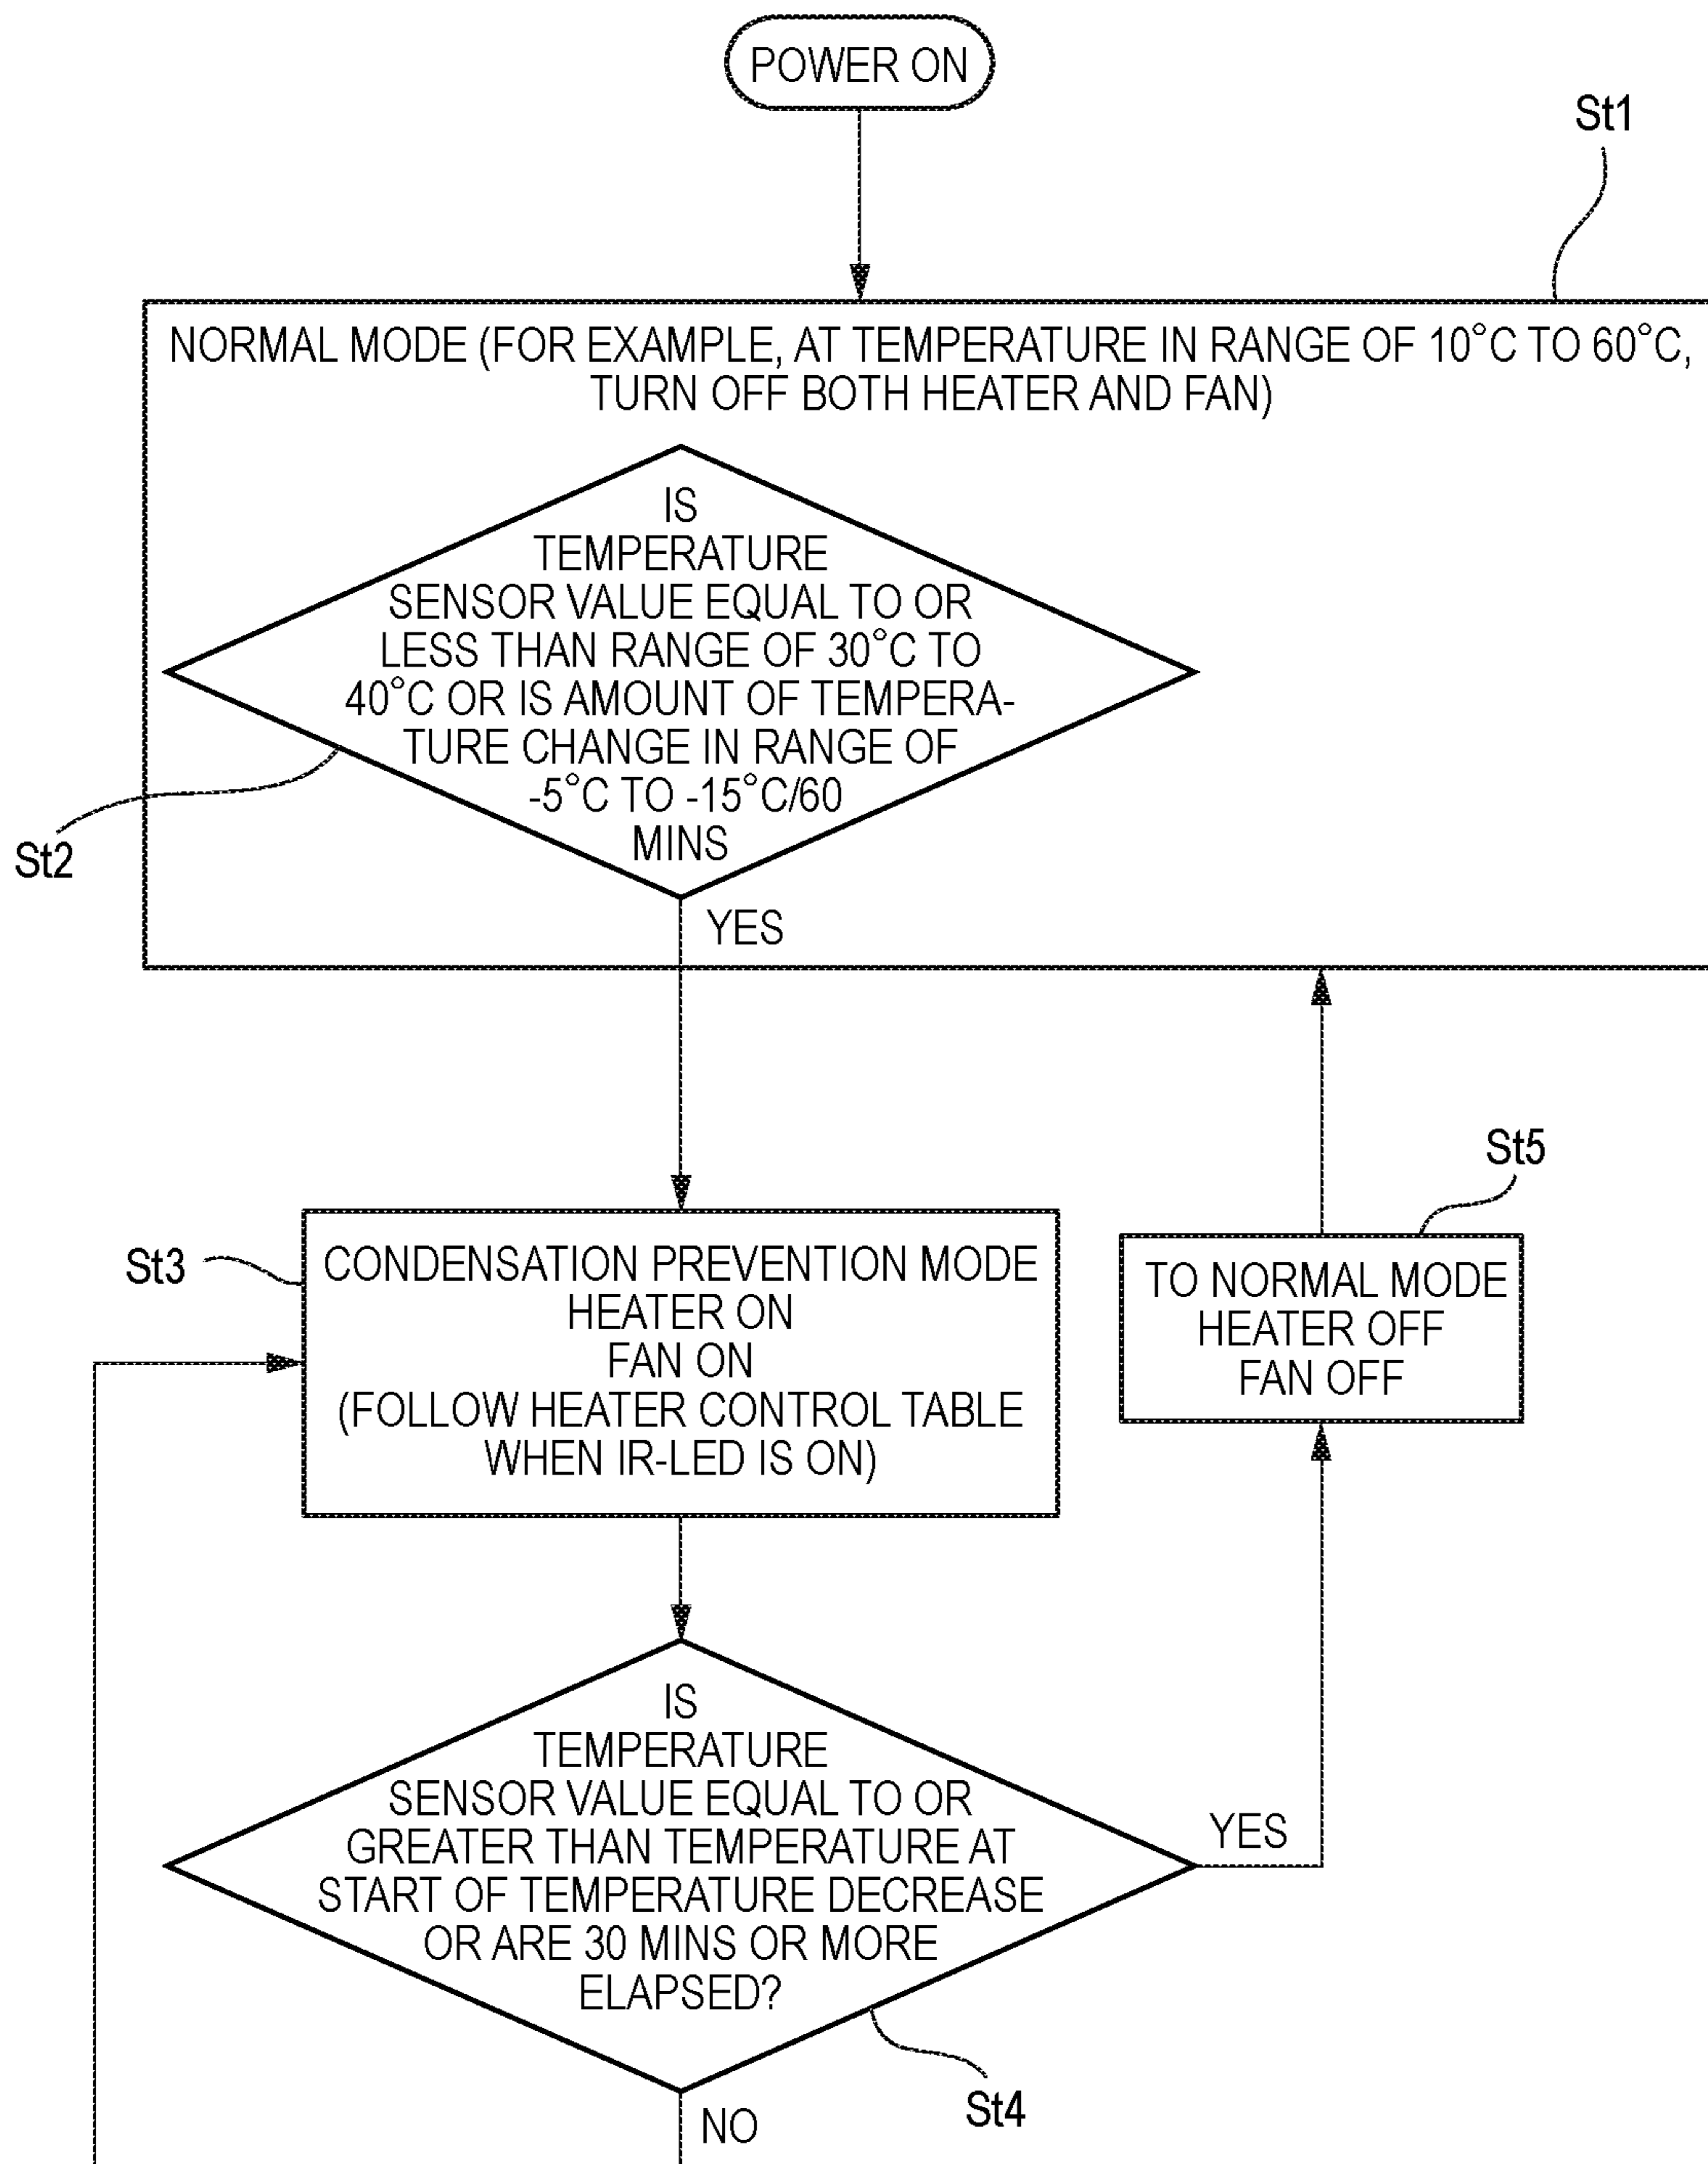 POWER ON
St1
NORMAL MODE (FOR EXAMPLE, AT TEMPERATURE IN RANGE OF 10°C TO 60°C,
TURN OFF BOTH HEATER AND FAN)
IS
TEMPERATURE
SENSOR VALUE EQUAL TO OR
LESS THAN RANGE OF 30°C TO
40°C OR IS AMOUNT OF TEMPERA-
TURE CHANGE IN RANGE OF
-5°C TO -15°C/60
MINS
St2
YES
St3
CONDENSATION PREVENTION MODE
HEATER ON
FAN ON
(FOLLOW HEATER CONTROL TABLE
WHEN IR-LED IS ON)
St5
TO NORMAL MODE
HEATER OFF
FAN OFF
IS
TEMPERATURE
SENSOR VALUE EQUAL TO OR
GREATER THAN TEMPERATURE AT
START OF TEMPERATURE DECREASE
OR ARE 30 MINS OR MORE
ELAPSED?
YES
St4
NO